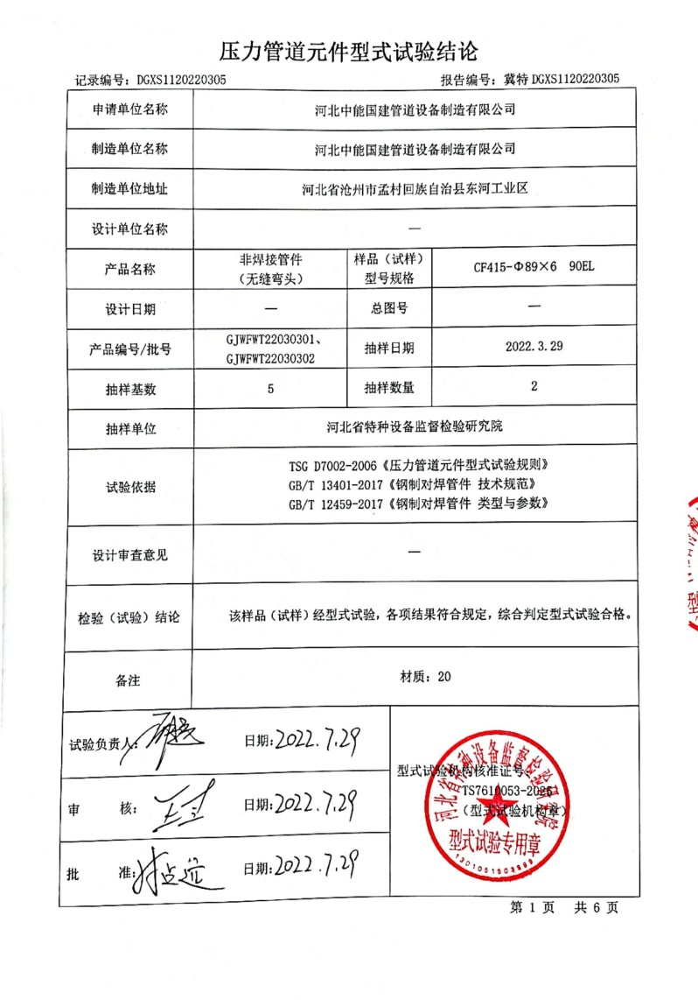 压力管道元件型式试验结论
记录编号：DGXS1120220305 报告编号：冀特 DGXS1120220305
申请单位名称 河北中能国建管道设备制造有限公司
制造单位名称 河北中能国建管道设备制造有限公司
制造单位地址 河北省沧州市孟村回族自治县东河工业区
设计单位名称 —
产品名称 非焊接管件
（无缝弯头）
样品（试样）
型号规格
CF415-Φ89×6 90EL
设计日期 — 总图号 —
产品编号/批号 GJWFWT22030301、
GJWFWT22030302
抽样日期 2022.3.29
抽样基数 5 抽样数量 2
抽样单位 河北省特种设备监督检验研究院
试验依据
TSG D7002-2006《压力管道元件型式试验规则》
GB/T 13401-2017《钢制对焊管件 技术规范》
GB/T 12459-2017《钢制对焊管件 类型与参数》
设计审查意见 —
检验（试验）结论 该样品（试样）经型式试验，各项结果符合规定，综合判定型式试验合格。
备注 材质：20
试验负责人： 日期：2022.7.29
审 核： 日期：2022.7.29
批 准： 日期：2022.7.29
型式试验机构核准证号：
（型式试验机构章）
河北省特种设备监督检验研究院
型式试验专用章
第 1 页 共 6 页